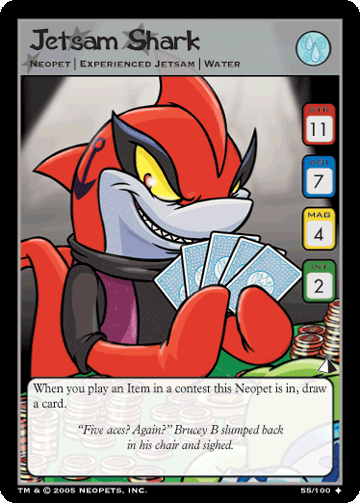 Jetsam Shark
Neopet | Experienced Jetsam | Water
STR
11
AGI
7
MAG
4
INT
2
When you play an Item in a contest this Neopet is in, draw
a card.
“Five aces? Again?” Brucey B slumped back
in his chair and sighed.
TM & © 2005 NEOPETS, INC.
55/100